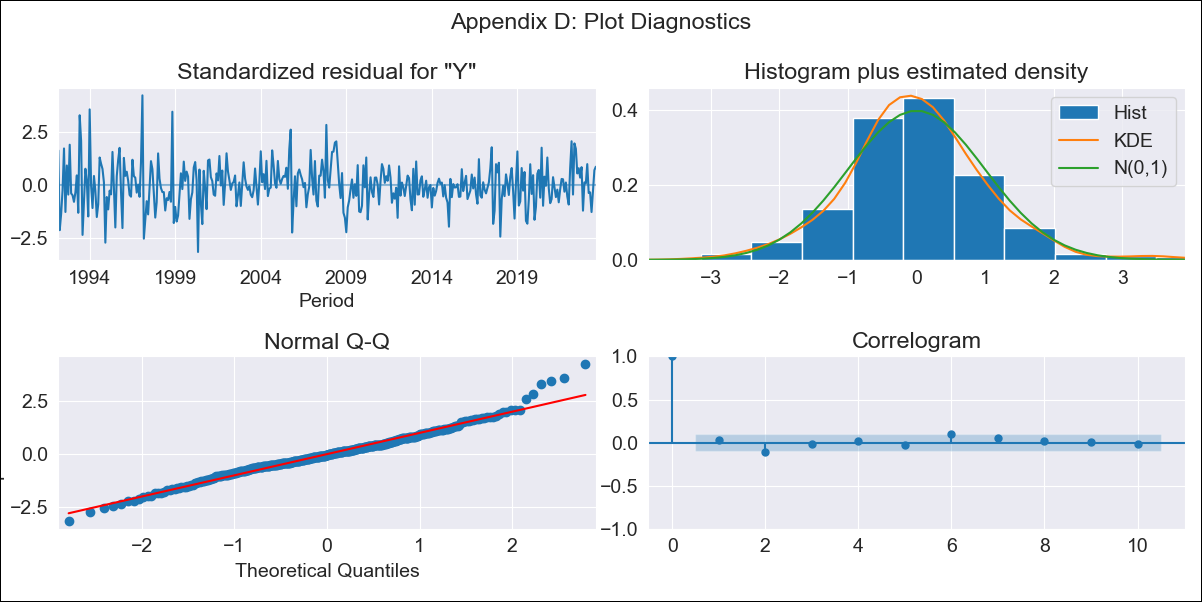 Appendix D: Plot Diagnostics
Standardized residual for "Y"
2.5
0.0
−2.5
1994 1999 2004 2009 2014 2019
Period
Histogram plus estimated density
0.4
0.2
0.0
Hist
KDE
N(0,1)
−3 −2 −1 0 1 2 3
Normal Q-Q
2.5
0.0
−2.5
−2 −1 0 1 2
Theoretical Quantiles
Correlogram
1.0
0.5
0.0
−0.5
−1.0
0 2 4 6 8 10